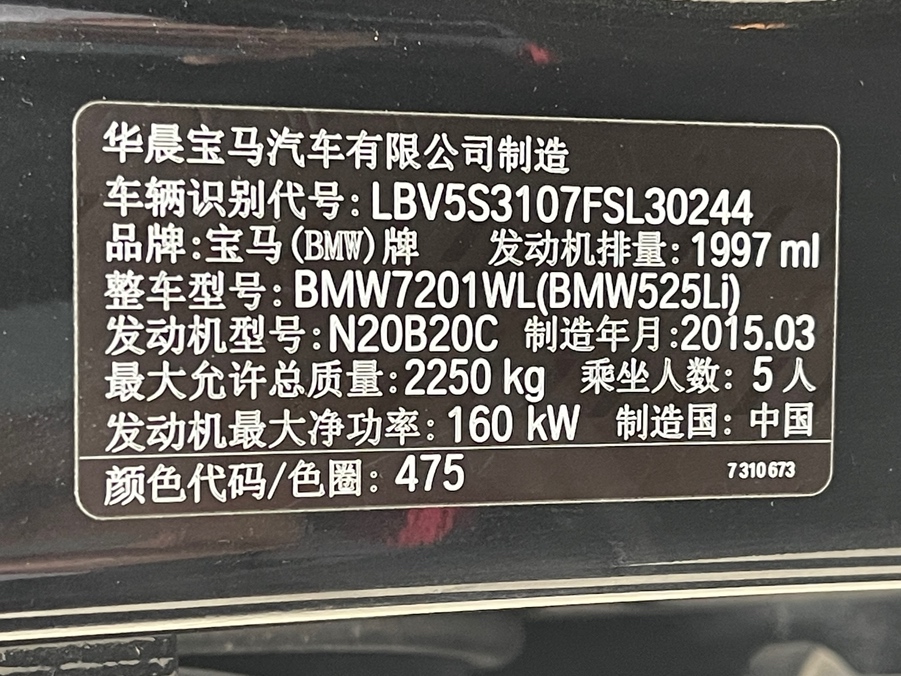 华晨宝马汽车有限公司制造
车辆识别代号:LBV5S3107FSL30244
品牌:宝马(BMW)牌 发动机排量:1997 ml
整车型号:BMW7201WL(BMW525Li)
发动机型号:N20B20C 制造年月:2015.03
最大允许总质量:2250 kg 乘坐人数:5人
发动机最大净功率:160 kW 制造国:中国
颜色代码/色圈:475 7310673